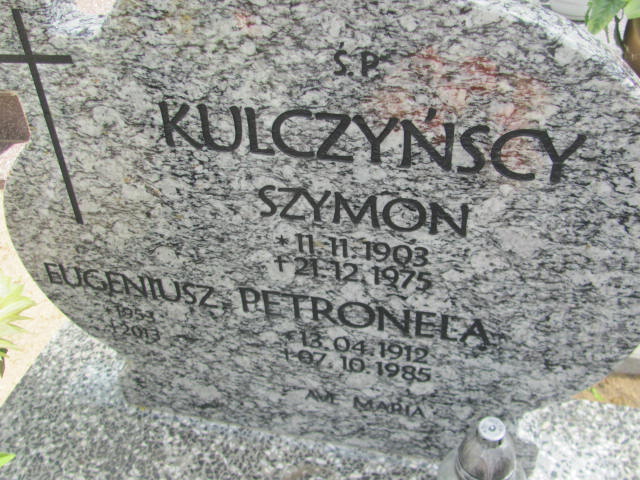 Ś.P.
KULCZYŃSCY
SZYMON
* 11.11.1903
† 21.12.1975
EUGENIUSZ, PETRONELA
* 1953
† 2013
* 13.04.1912
† 07.10.1985
AVE MARIA